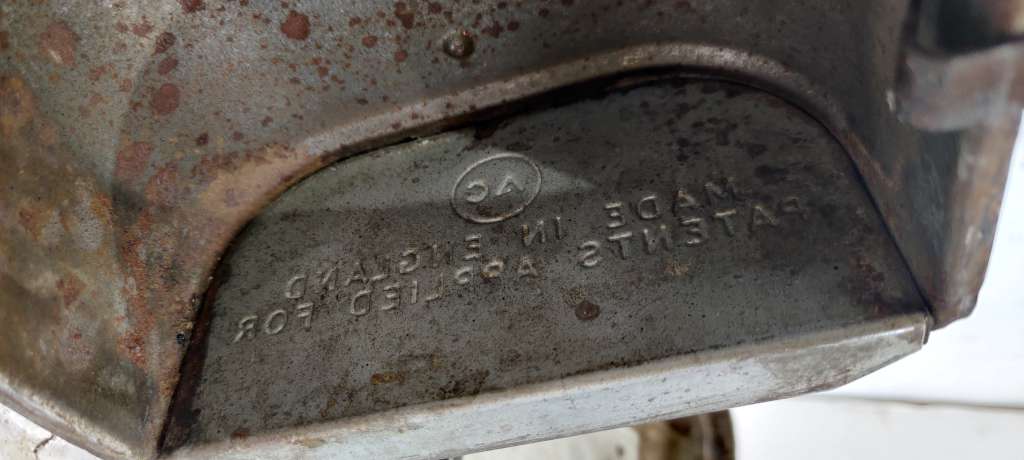 AC
MADE IN ENGLAND
PATENTS APPLIED FOR